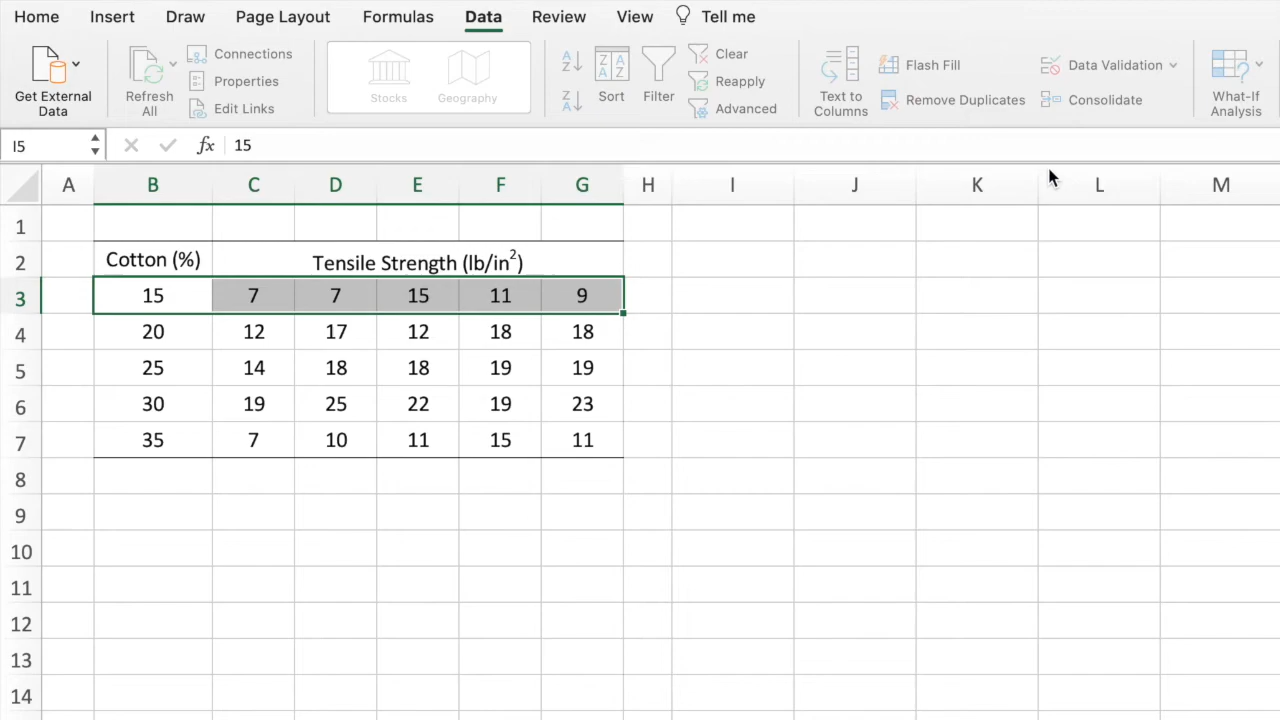 Home Insert Draw Page Layout Formulas Data Review View Tell me
Get External Data
Refresh All
Connections
Properties
Edit Links
Stocks
Geography
A Z
Z A
Z A A Z
Sort
Filter
Clear
Reapply
Advanced
Text to Columns
Flash Fill
Remove Duplicates
Data Validation
Consolidate
What-If Analysis
I5 fx 15
A B C D E F G H I J K L M
1
2 Cotton (%) Tensile Strength (lb/in²)
3 15 7 7 15 11 9
4 20 12 17 12 18 18
5 25 14 18 18 19 19
6 30 19 25 22 19 23
7 35 7 10 11 15 11
8
9
10
11
12
13
14